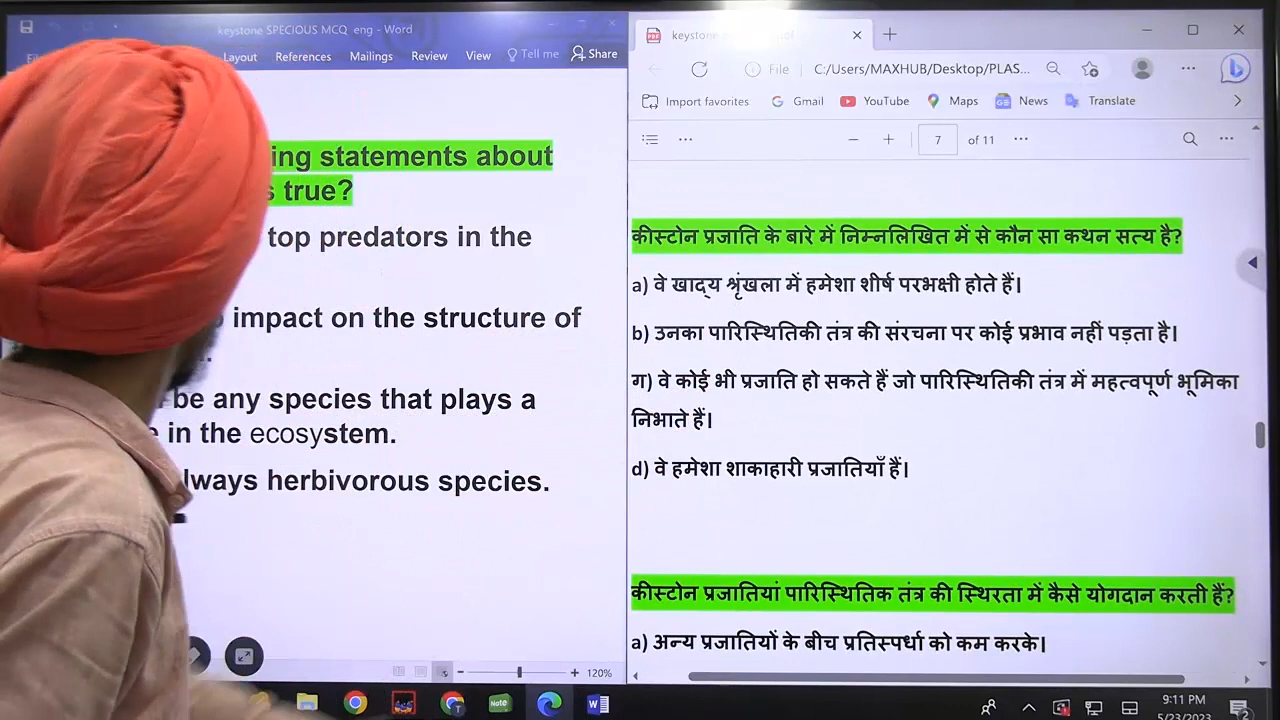 keystone SPECIOUS MCQ eng - Word
Layout References Mailings Review View Tell me Share
ing statements about
s true?
top predators in the
impact on the structure of
be any species that plays a
in the ecosystem.
lways herbivorous species.
120%
keystone
File C:/Users/MAXHUB/Desktop/PLAS...
Import favorites Gmail YouTube Maps News Translate
7 of 11
कीस्टोन प्रजाति के बारे में निम्नलिखित में से कौन सा कथन सत्य है?
a) वे खाद्य श्रृंखला में हमेशा शीर्ष परभक्षी होते हैं।
b) उनका पारिस्थितिकी तंत्र की संरचना पर कोई प्रभाव नहीं पड़ता है।
ग) वे कोई भी प्रजाति हो सकते हैं जो पारिस्थितिकी तंत्र में महत्वपूर्ण भूमिका
निभाते हैं।
d) वे हमेशा शाकाहारी प्रजातियाँ हैं।
कीस्टोन प्रजातियां पारिस्थितिक तंत्र की स्थिरता में कैसे योगदान करती हैं?
a) अन्य प्रजातियों के बीच प्रतिस्पर्धा को कम करके।
Note
9:11 PM